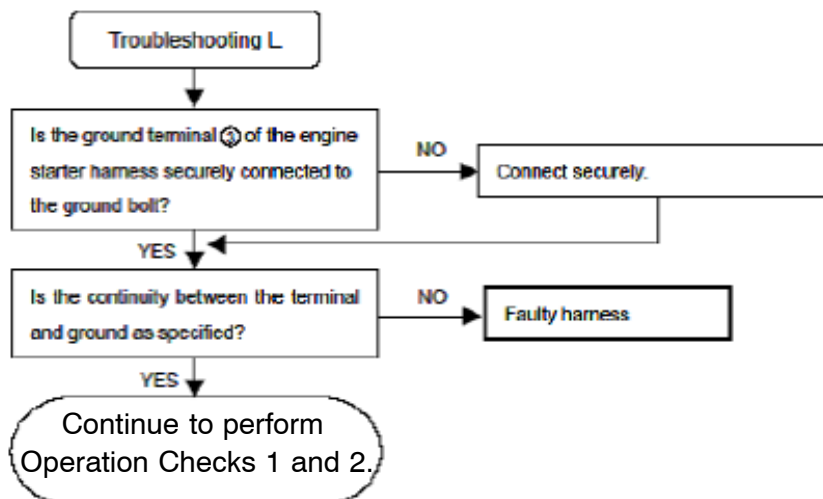 Troubleshooting L.
Is the ground terminal ③ of the engine
starter harness securely connected to
the ground bolt?
NO
Connect securely.
YES
Is the continuity between the terminal
and ground as specified?
NO
Faulty harness
YES
Continue to perform
Operation Checks 1 and 2.